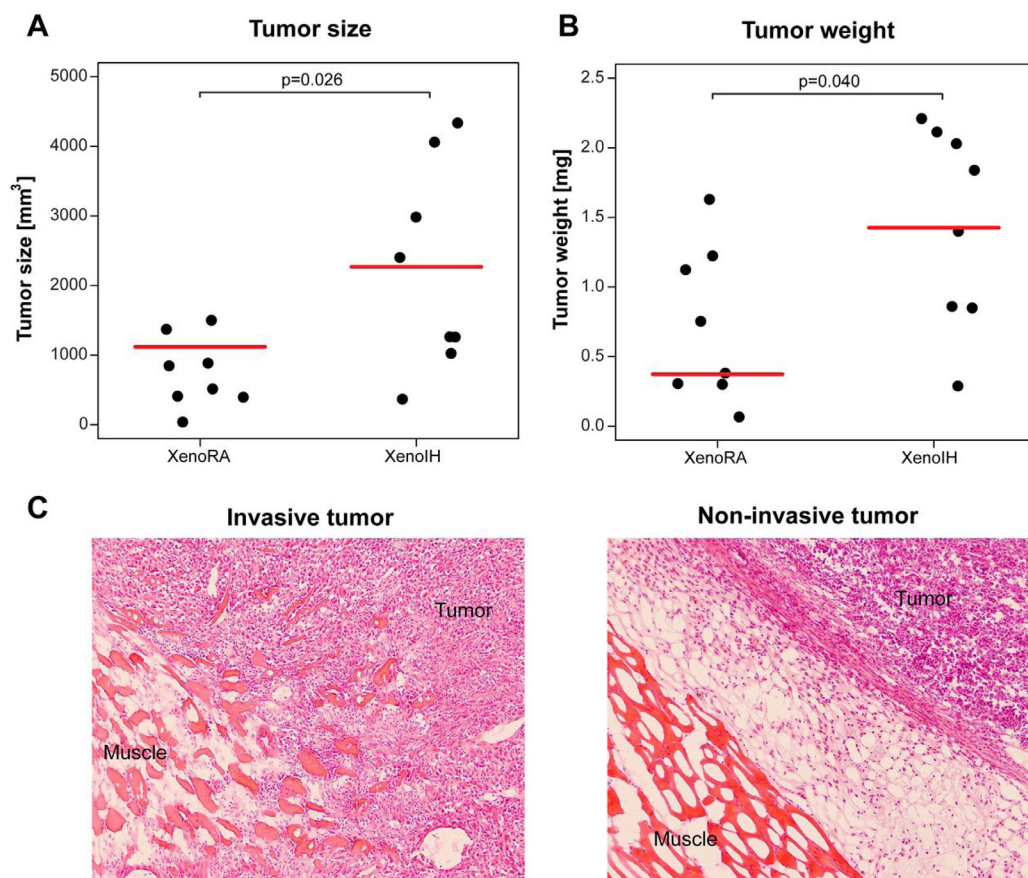 A
Tumor size
5000
4000
3000
2000
1000
0
Tumor size [mm³]
p=0.026
XenoRA
XenoIH
B
Tumor weight
2.5
2.0
1.5
1.0
0.5
0.0
Tumor weight [mg]
p=0.040
XenoRA
XenoIH
C
Invasive tumor
Tumor
Muscle
Non-invasive tumor
Tumor
Muscle